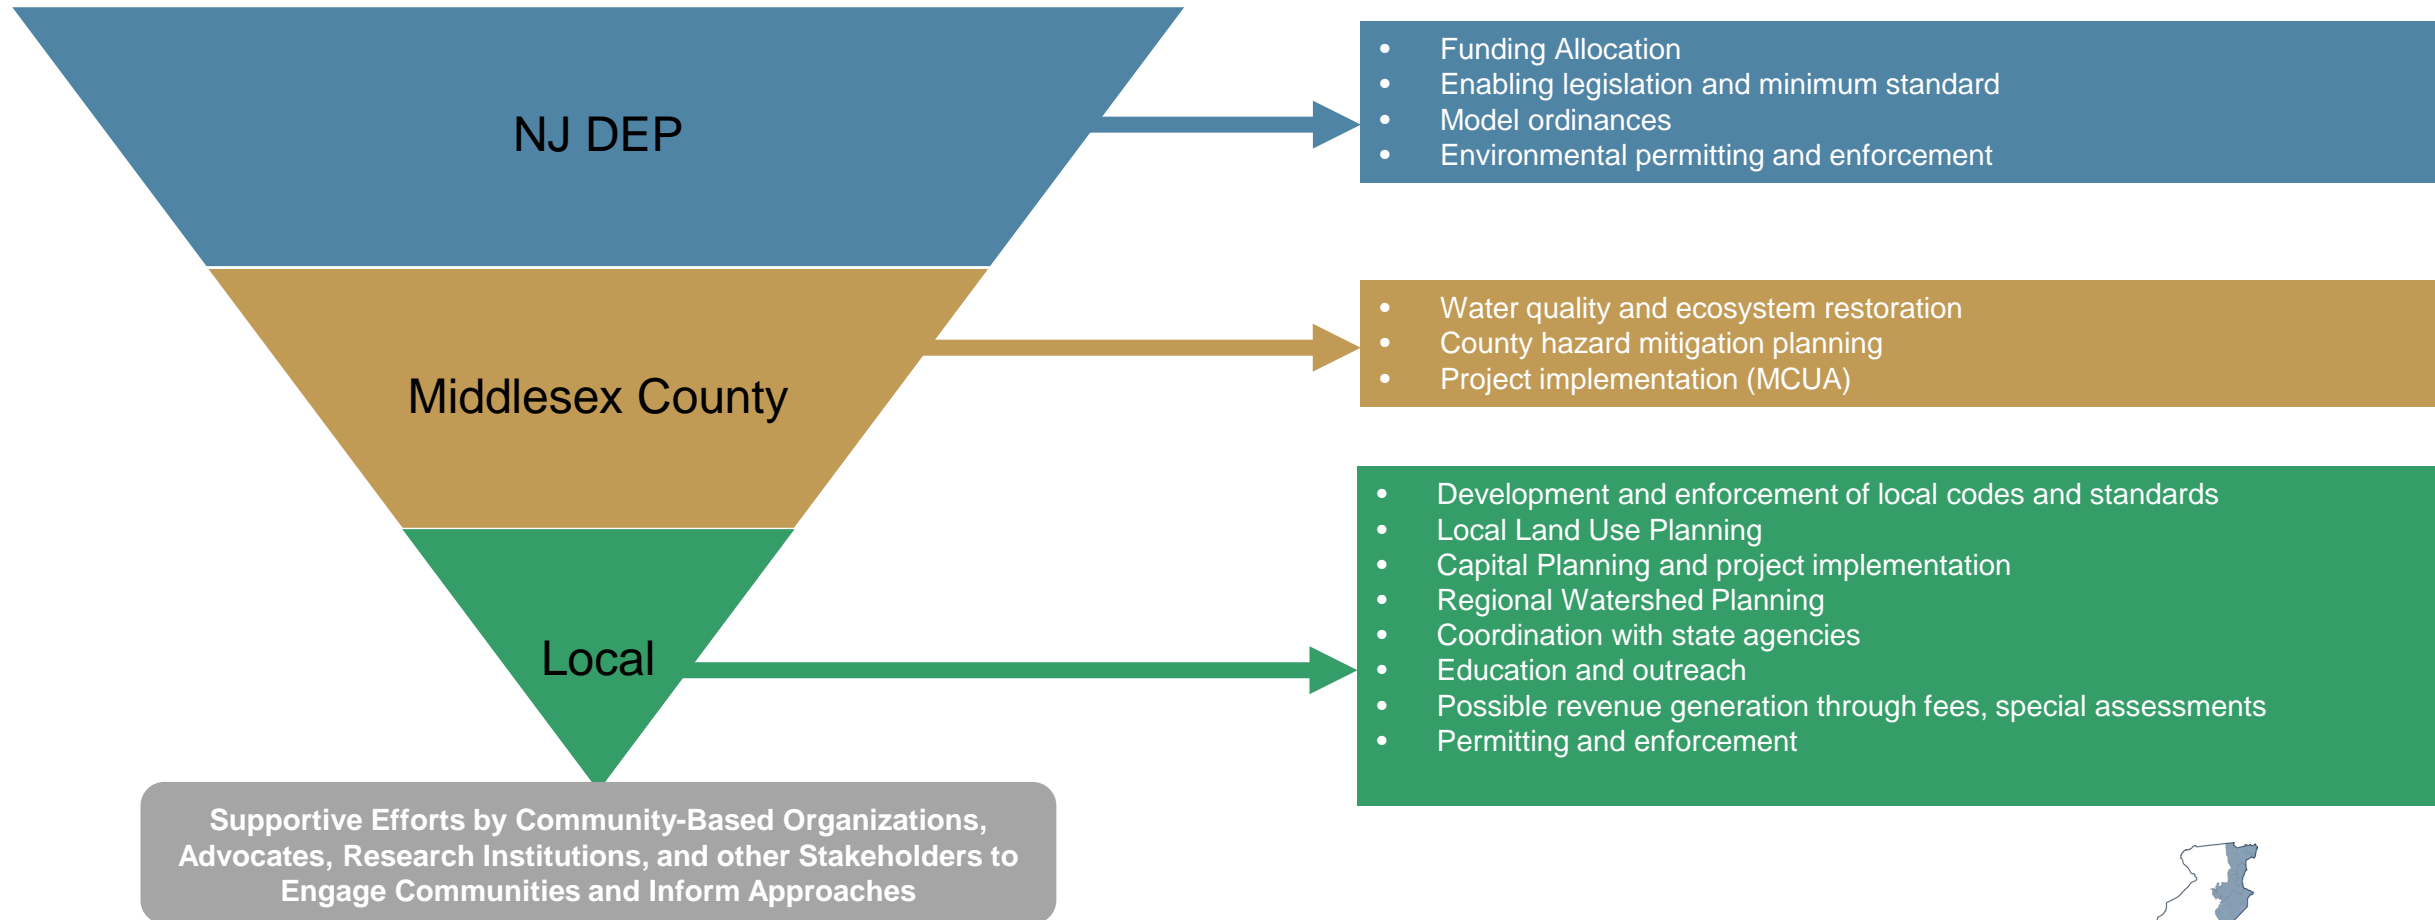 NJ DEP
• Funding Allocation
• Enabling legislation and minimum standard
• Model ordinances
• Environmental permitting and enforcement
Middlesex County
• Water quality and ecosystem restoration
• County hazard mitigation planning
• Project implementation (MCUA)
Local
• Development and enforcement of local codes and standards
• Local Land Use Planning
• Capital Planning and project implementation
• Regional Watershed Planning
• Coordination with state agencies
• Education and outreach
• Possible revenue generation through fees, special assessments
• Permitting and enforcement
Supportive Efforts by Community-Based Organizations,
Advocates, Research Institutions, and other Stakeholders to
Engage Communities and Inform Approaches